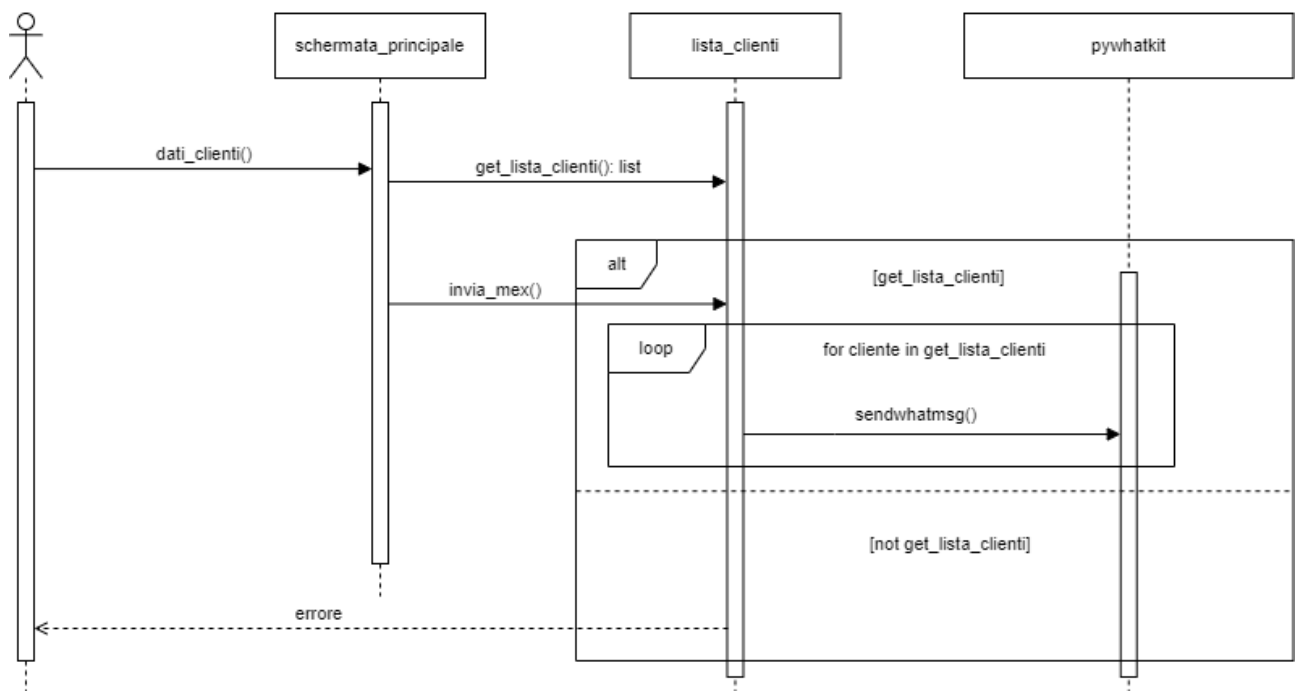 schermata_principale
lista_clienti
pywhatkit
dati_clienti()
get_lista_clienti(): list
alt
[get_lista_clienti]
invia_mex()
loop
for cliente in get_lista_clienti
sendwhatmsg()
[not get_lista_clienti]
errore